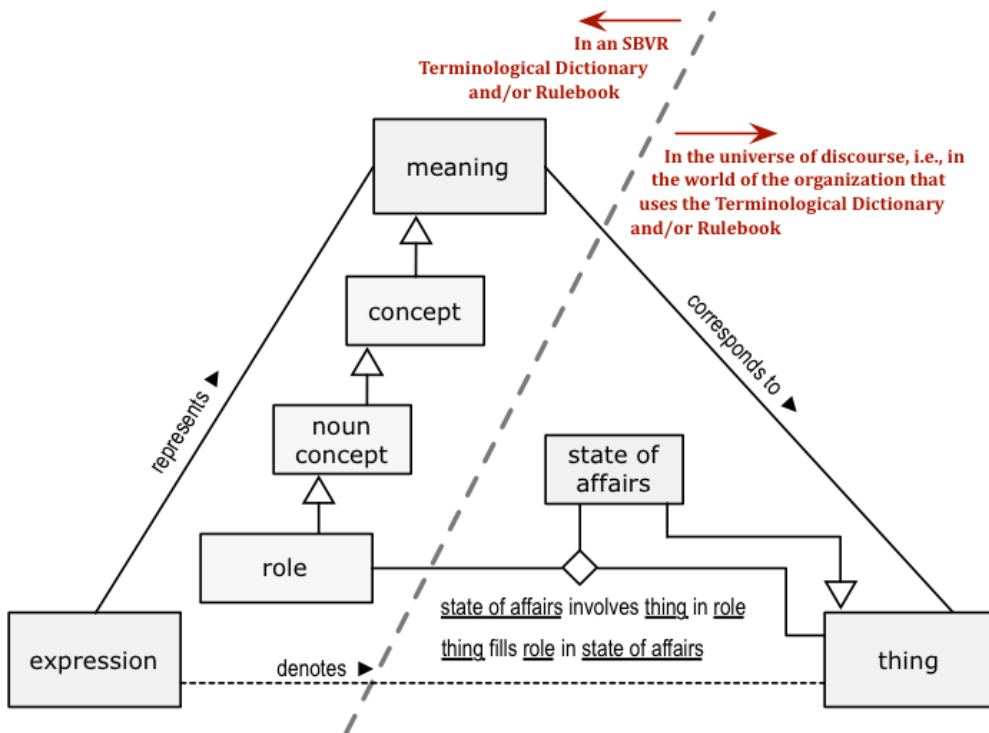 In an SBVR
Terminological Dictionary
and/or Rulebook
meaning
In the universe of discourse, i.e., in
the world of the organization that
uses the Terminological Dictionary
and/or Rulebook
concept
corresponds to ►
represents ►
noun
concept
state of
affairs
role
state of affairs involves thing in role
thing fills role in state of affairs
expression
denotes ►
thing